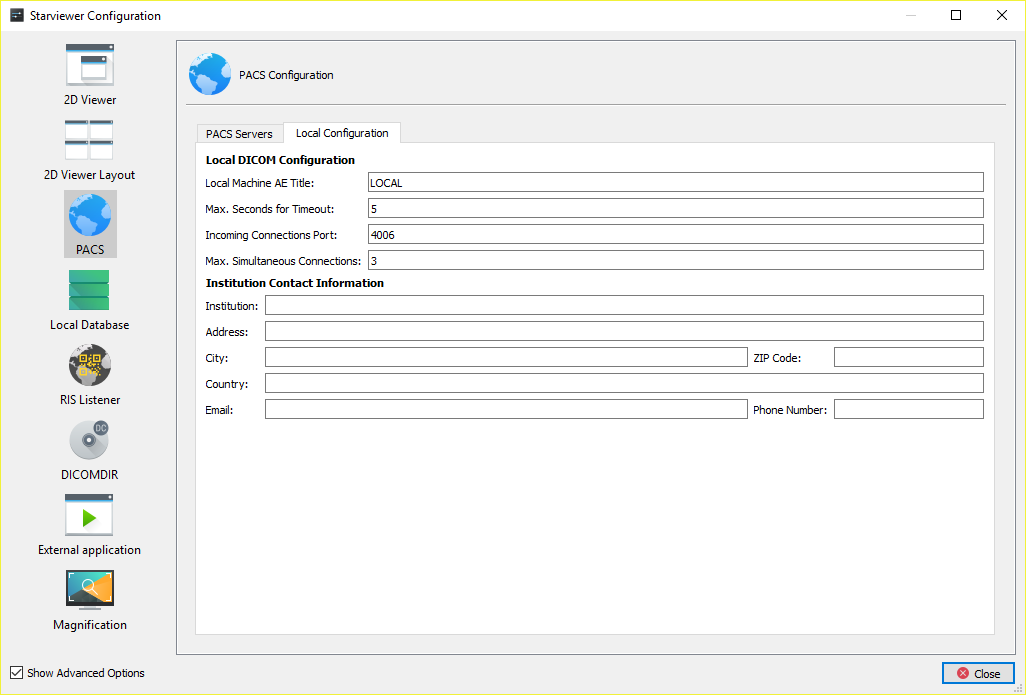 Starviewer Configuration
2D Viewer
2D Viewer Layout
PACS
Local Database
RIS Listener
DC
DICOMDIR
External application
Magnification
Show Advanced Options
PACS Configuration
PACS Servers Local Configuration
Local DICOM Configuration
Local Machine AE Title: LOCAL
Max. Seconds for Timeout: 5
Incoming Connections Port: 4006
Max. Simultaneous Connections: 3
Institution Contact Information
Institution:
Address:
City: ZIP Code:
Country:
Email: Phone Number:
Close